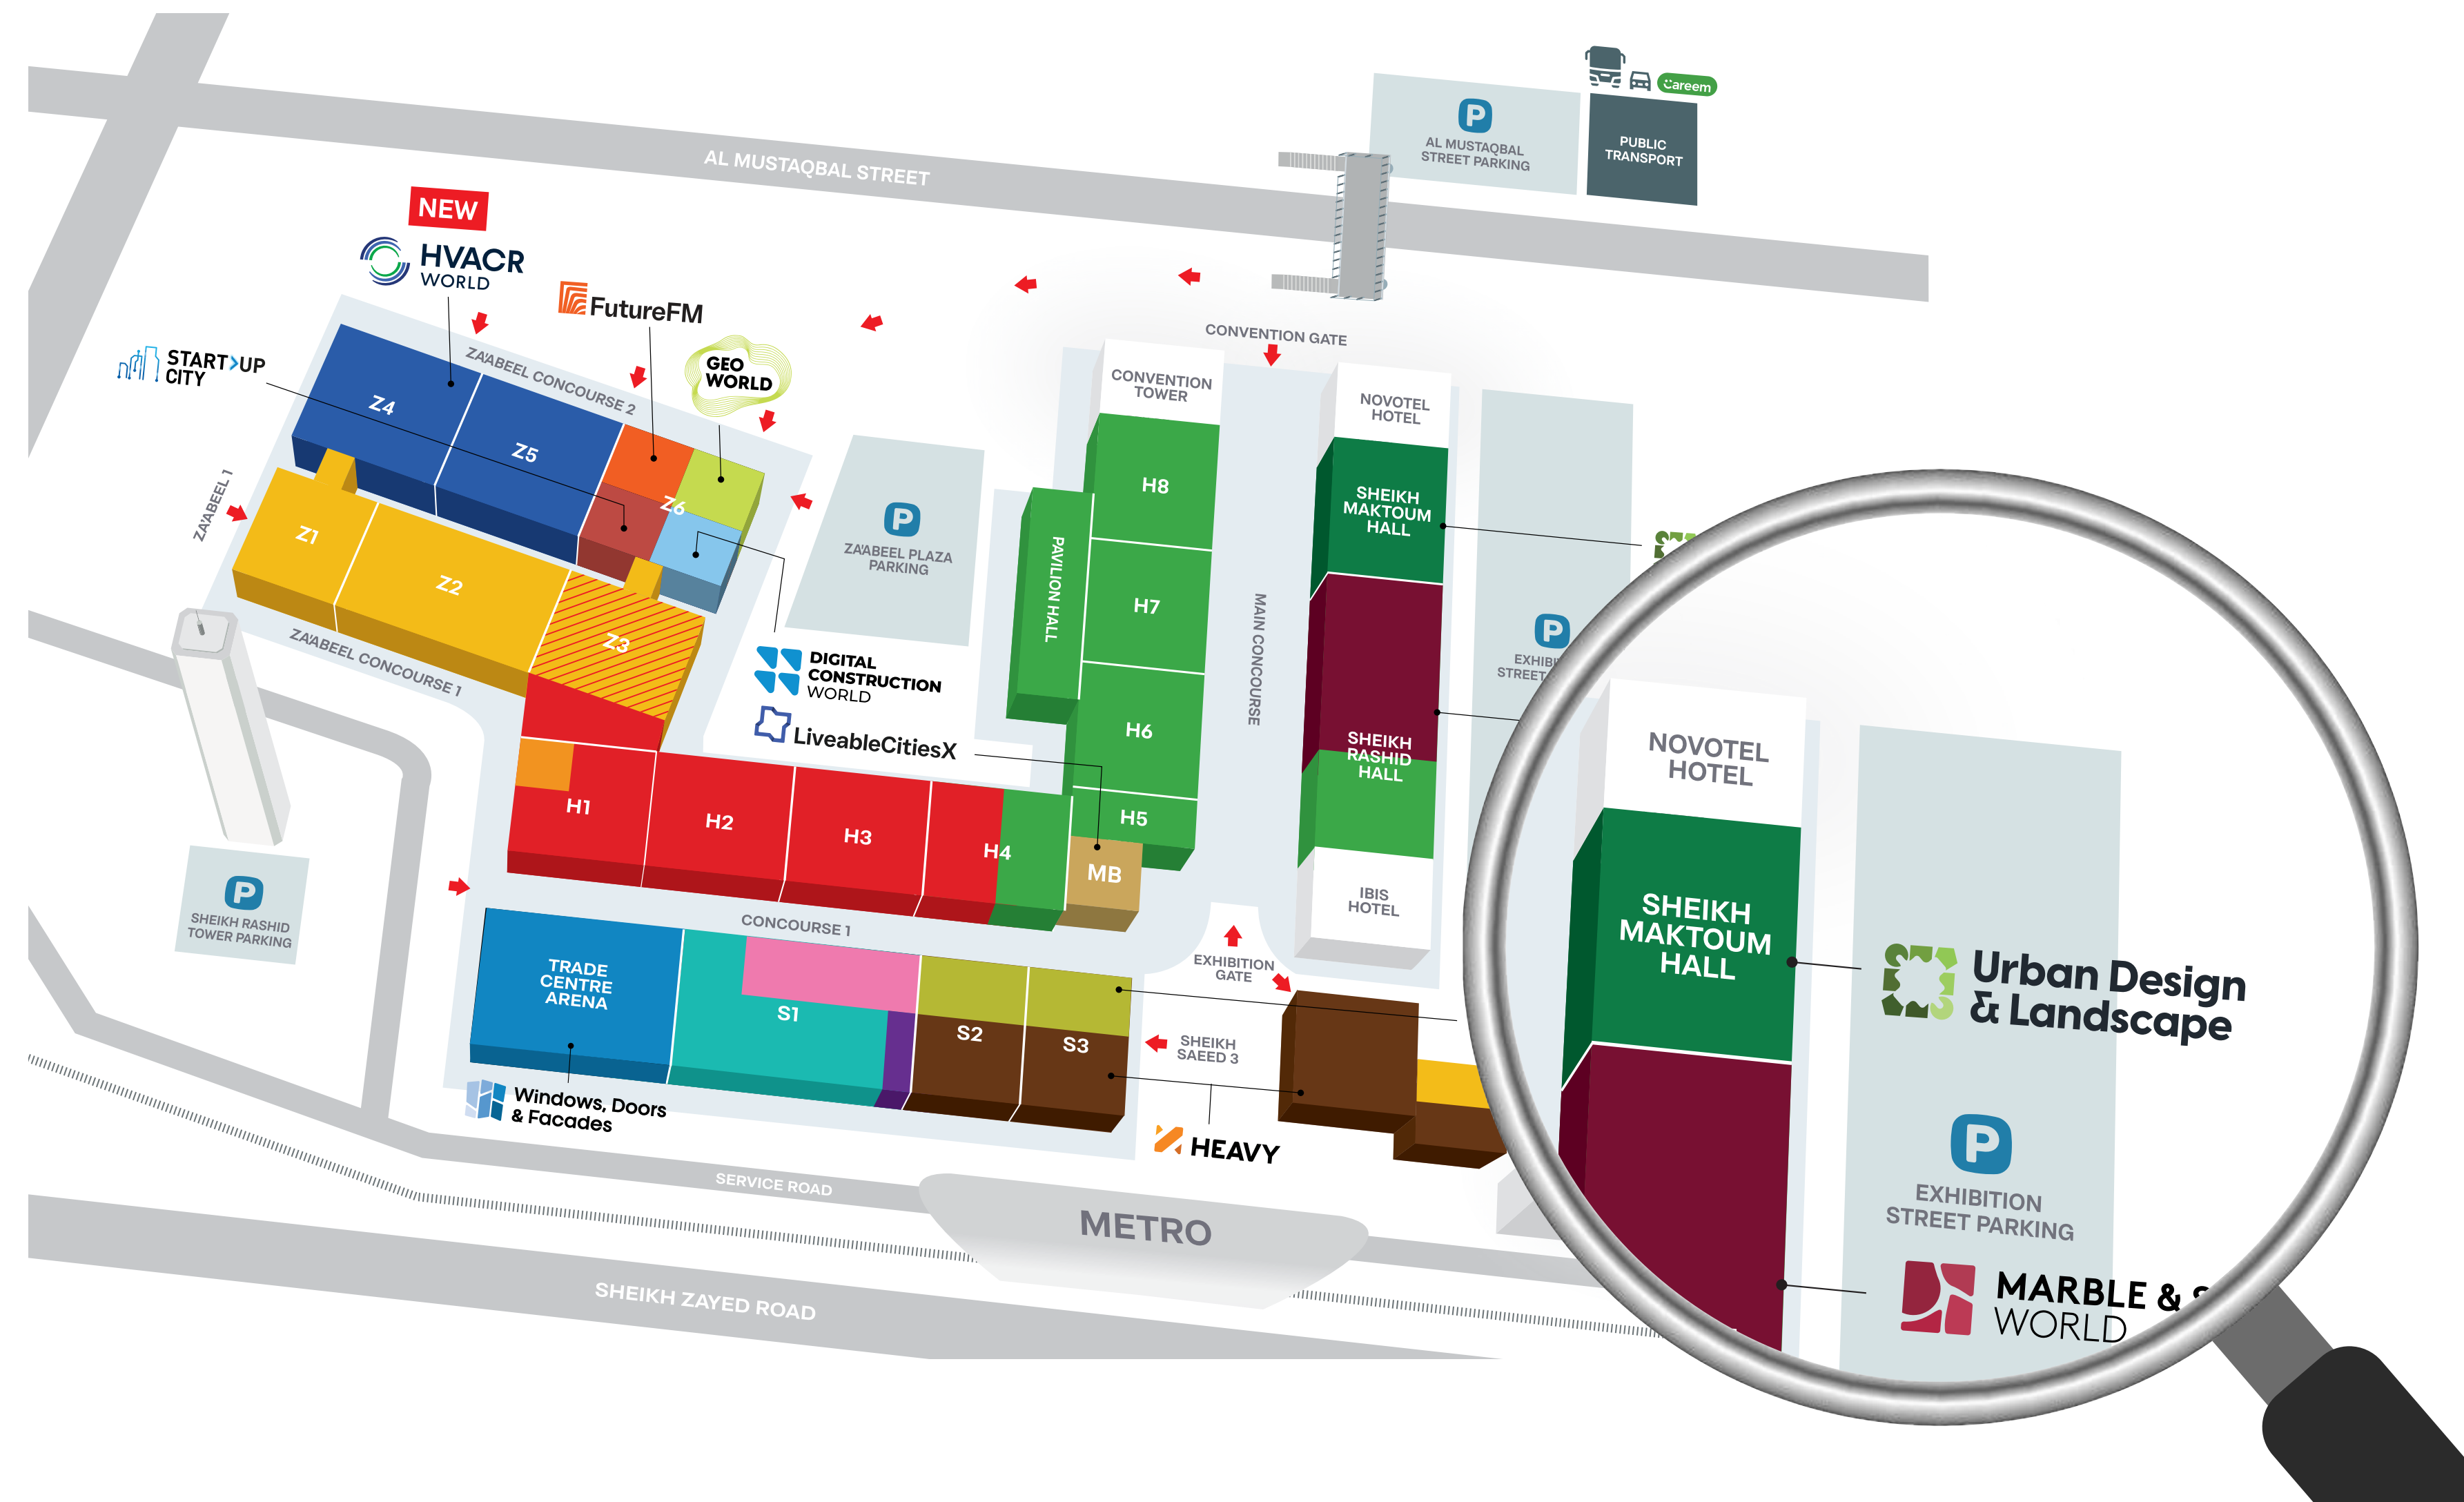 Careem
PUBLIC
TRANSPORT
P
AL MUSTAQBAL
STREET PARKING
AL MUSTAQBAL STREET
NEW
HVACR
WORLD
FutureFM
GEO
WORLD
START>UP
CITY
ZA'ABEEL CONCOURSE 2
CONVENTION GATE
CONVENTION
TOWER
NOVOTEL
HOTEL
Z4
Z5
Z6
ZA'ABEEL 1
Z1
Z2
Z3
ZA'ABEEL CONCOURSE 1
P
ZA'ABEEL PLAZA
PARKING
PAVILION HALL
H8
H7
H6
H5
MAIN CONCOURSE
SHEIKH
MAKTOUM
HALL
SHEIKH
RASHID
HALL
IBIS
HOTEL
P
DIGITAL
CONSTRUCTION
WORLD
LiveableCitiesX
H1
H2
H3
H4
MB
CONCOURSE 1
P
SHEIKH RASHID
TOWER PARKING
TRADE
CENTRE
ARENA
S1
S2
S3
EXHIBITION
GATE
SHEIKH
SAEED 3
Windows, Doors
& Facades
HEAVY
SERVICE ROAD
METRO
SHEIKH ZAYED ROAD
NOVOTEL
HOTEL
SHEIKH
MAKTOUM
HALL
Urban Design
& Landscape
P
EXHIBITION
STREET PARKING
MARBLE &
WORLD